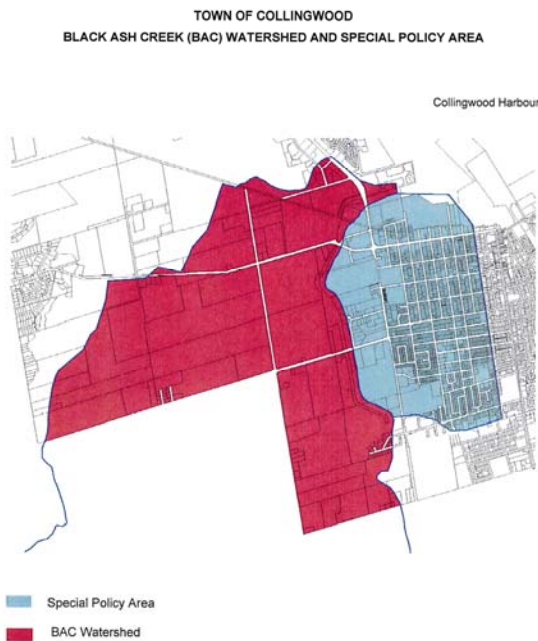 TOWN OF COLLINGWOOD
BLACK ASH CREEK (BAC) WATERSHED AND SPECIAL POLICY AREA
Collingwood Harbour
Special Policy Area
BAC Watershed